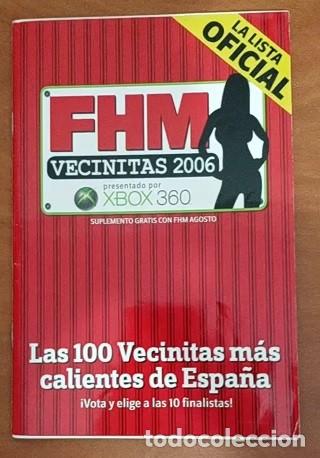 LA LISTA
OFICIAL
FHM
VECINITAS 2006
presentado por
XBOX 360
SUPLEMENTO GRATIS CON FHM AGOSTO
Las 100 Vecinitas más
calientes de España
¡Vota y elige a las 10 finalistas!
todocoleccion